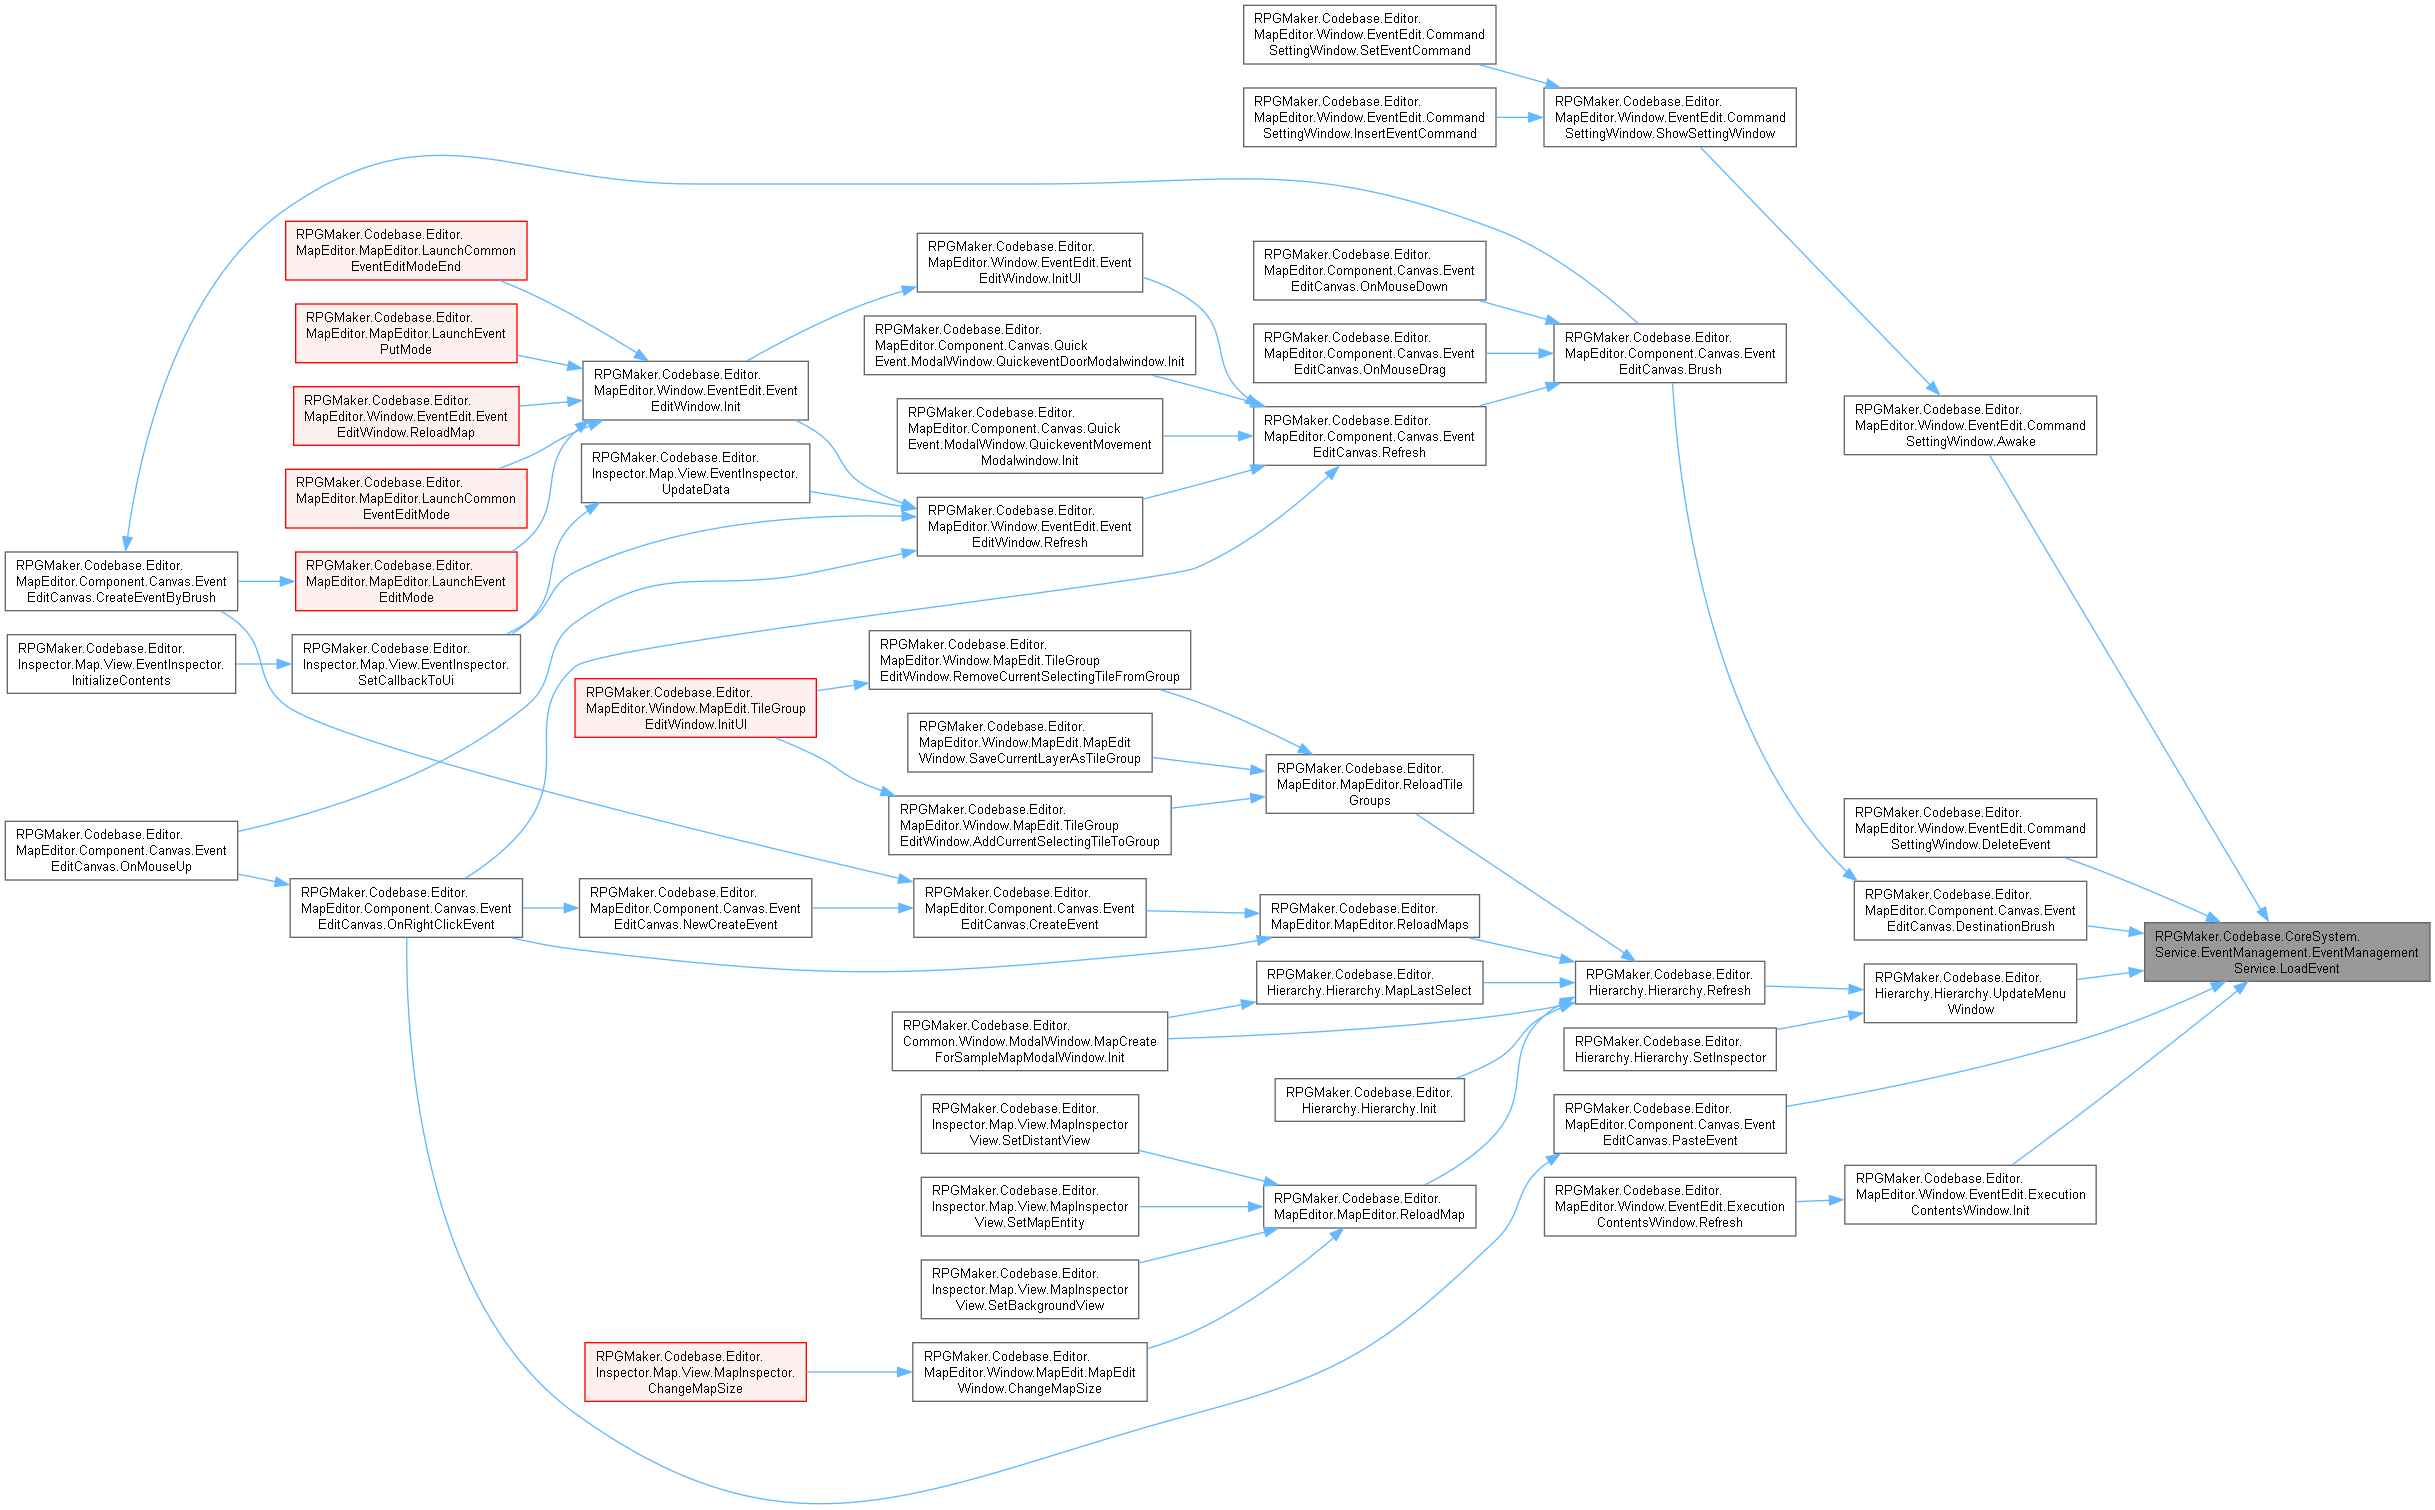 RPGMaker.Codebase.Editor.
MapEditor.Window.EventEdit.Command
SettingWindow.SetEventCommand
RPGMaker.Codebase.Editor.
MapEditor.Window.EventEdit.Command
SettingWindow.InsertEventCommand
RPGMaker.Codebase.Editor.
MapEditor.Window.EventEdit.Command
SettingWindow.ShowSettingWindow
RPGMaker.Codebase.Editor.
MapEditor.MapEditor.LaunchCommon
EventEditModeEnd
RPGMaker.Codebase.Editor.
MapEditor.Window.EventEdit.Event
EditWindow.InitUI
RPGMaker.Codebase.Editor.
MapEditor.Component.Canvas.Event
EditCanvas.OnMouseDown
RPGMaker.Codebase.Editor.
MapEditor.MapEditor.LaunchEvent
PutMode
RPGMaker.Codebase.Editor.
MapEditor.Component.Canvas.Quick
Event.ModalWindow.QuickeventDoorModalwindow.Init
RPGMaker.Codebase.Editor.
MapEditor.Component.Canvas.Event
EditCanvas.OnMouseDrag
RPGMaker.Codebase.Editor.
MapEditor.Component.Canvas.Event
EditCanvas.Brush
RPGMaker.Codebase.Editor.
MapEditor.Window.EventEdit.Event
EditWindow.Init
RPGMaker.Codebase.Editor.
MapEditor.Window.EventEdit.Event
EditWindow.ReloadMap
RPGMaker.Codebase.Editor.
MapEditor.Component.Canvas.Quick
Event.ModalWindow.QuickeventMovement
Modalwindow.Init
RPGMaker.Codebase.Editor.
MapEditor.Component.Canvas.Event
EditCanvas.Refresh
RPGMaker.Codebase.Editor.
MapEditor.Window.EventEdit.Command
SettingWindow.Awake
RPGMaker.Codebase.Editor.
Inspector.Map.View.EventInspector.
UpdateData
RPGMaker.Codebase.Editor.
MapEditor.MapEditor.LaunchCommon
EventEditMode
RPGMaker.Codebase.Editor.
MapEditor.Window.EventEdit.Event
EditWindow.Refresh
RPGMaker.Codebase.Editor.
MapEditor.Component.Canvas.Event
EditCanvas.CreateEventByBrush
RPGMaker.Codebase.Editor.
MapEditor.MapEditor.LaunchEvent
EditMode
RPGMaker.Codebase.Editor.
Inspector.Map.View.EventInspector.
InitializeContents
RPGMaker.Codebase.Editor.
Inspector.Map.View.EventInspector.
SetCallbackToUi
RPGMaker.Codebase.Editor.
MapEditor.Window.MapEdit.TileGroup
EditWindow.RemoveCurrentSelectingTileFromGroup
RPGMaker.Codebase.Editor.
MapEditor.Window.MapEdit.TileGroup
EditWindow.InitUI
RPGMaker.Codebase.Editor.
MapEditor.Window.MapEdit.MapEdit
Window.SaveCurrentLayerAsTileGroup
RPGMaker.Codebase.Editor.
MapEditor.MapEditor.ReloadTile
Groups
RPGMaker.Codebase.Editor.
MapEditor.Window.MapEdit.TileGroup
EditWindow.AddCurrentSelectingTileToGroup
RPGMaker.Codebase.Editor.
MapEditor.Window.EventEdit.Command
SettingWindow.DeleteEvent
RPGMaker.Codebase.Editor.
MapEditor.Component.Canvas.Event
EditCanvas.OnMouseUp
RPGMaker.Codebase.Editor.
MapEditor.Component.Canvas.Event
EditCanvas.OnRightClickEvent
RPGMaker.Codebase.Editor.
MapEditor.Component.Canvas.Event
EditCanvas.NewCreateEvent
RPGMaker.Codebase.Editor.
MapEditor.Component.Canvas.Event
EditCanvas.CreateEvent
RPGMaker.Codebase.Editor.
MapEditor.MapEditor.ReloadMaps
RPGMaker.Codebase.Editor.
MapEditor.Component.Canvas.Event
EditCanvas.DestinationBrush
RPGMaker.Codebase.CoreSystem.
Service.EventManagement.EventManagement
Service.LoadEvent
RPGMaker.Codebase.Editor.
Hierarchy.Hierarchy.MapLastSelect
RPGMaker.Codebase.Editor.
Hierarchy.Hierarchy.Refresh
RPGMaker.Codebase.Editor.
Hierarchy.Hierarchy.UpdateMenu
Window
RPGMaker.Codebase.Editor.
Common.Window.ModalWindow.MapCreate
ForSampleMapModalWindow.Init
RPGMaker.Codebase.Editor.
Hierarchy.Hierarchy.SetInspector
RPGMaker.Codebase.Editor.
Hierarchy.Hierarchy.Init
RPGMaker.Codebase.Editor.
Inspector.Map.View.MapInspector
View.SetDistantView
RPGMaker.Codebase.Editor.
MapEditor.Component.Canvas.Event
EditCanvas.PasteEvent
RPGMaker.Codebase.Editor.
Inspector.Map.View.MapInspector
View.SetMapEntity
RPGMaker.Codebase.Editor.
MapEditor.MapEditor.ReloadMap
RPGMaker.Codebase.Editor.
MapEditor.Window.EventEdit.Execution
ContentsWindow.Refresh
RPGMaker.Codebase.Editor.
MapEditor.Window.EventEdit.Execution
ContentsWindow.Init
RPGMaker.Codebase.Editor.
Inspector.Map.View.MapInspector
View.SetBackgroundView
RPGMaker.Codebase.Editor.
Inspector.Map.View.MapInspector.
ChangeMapSize
RPGMaker.Codebase.Editor.
MapEditor.Window.MapEdit.MapEdit
Window.ChangeMapSize